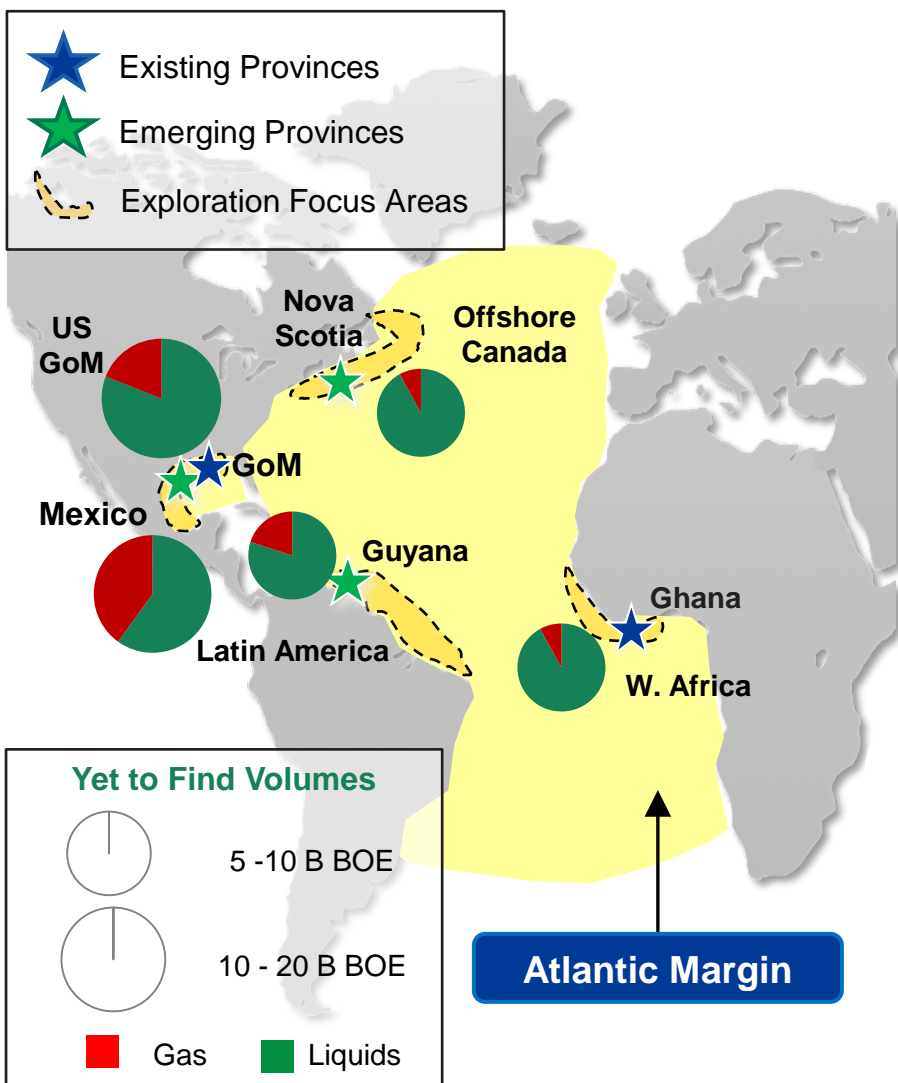 Existing Provinces
Emerging Provinces
Exploration Focus Areas
Nova
Scotia
Offshore
Canada
US
GoM
GoM
Mexico
Guyana
Ghana
Latin America
W. Africa
Yet to Find Volumes
5 -10 B BOE
10 - 20 B BOE
Gas
Liquids
Atlantic Margin